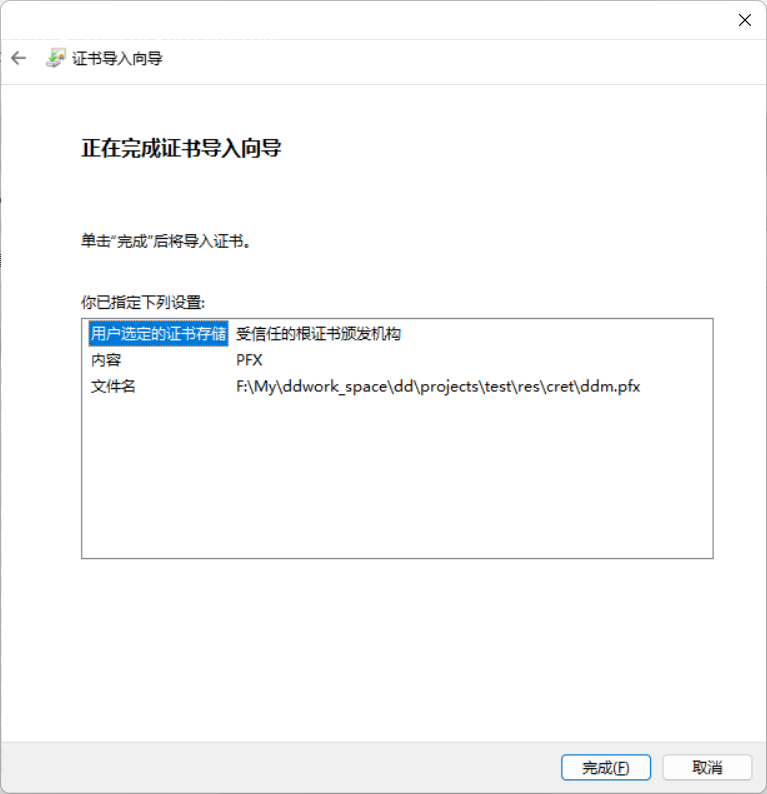 证书导入向导
正在完成证书导入向导
单击“完成”后将导入证书。
你已指定下列设置:
用户选定的证书存储 受信任的根证书颁发机构
内容 PFX
文件名 F:\My\ddwork_space\dd\projects\test\res\cret\ddm.pfx
完成(F) 取消